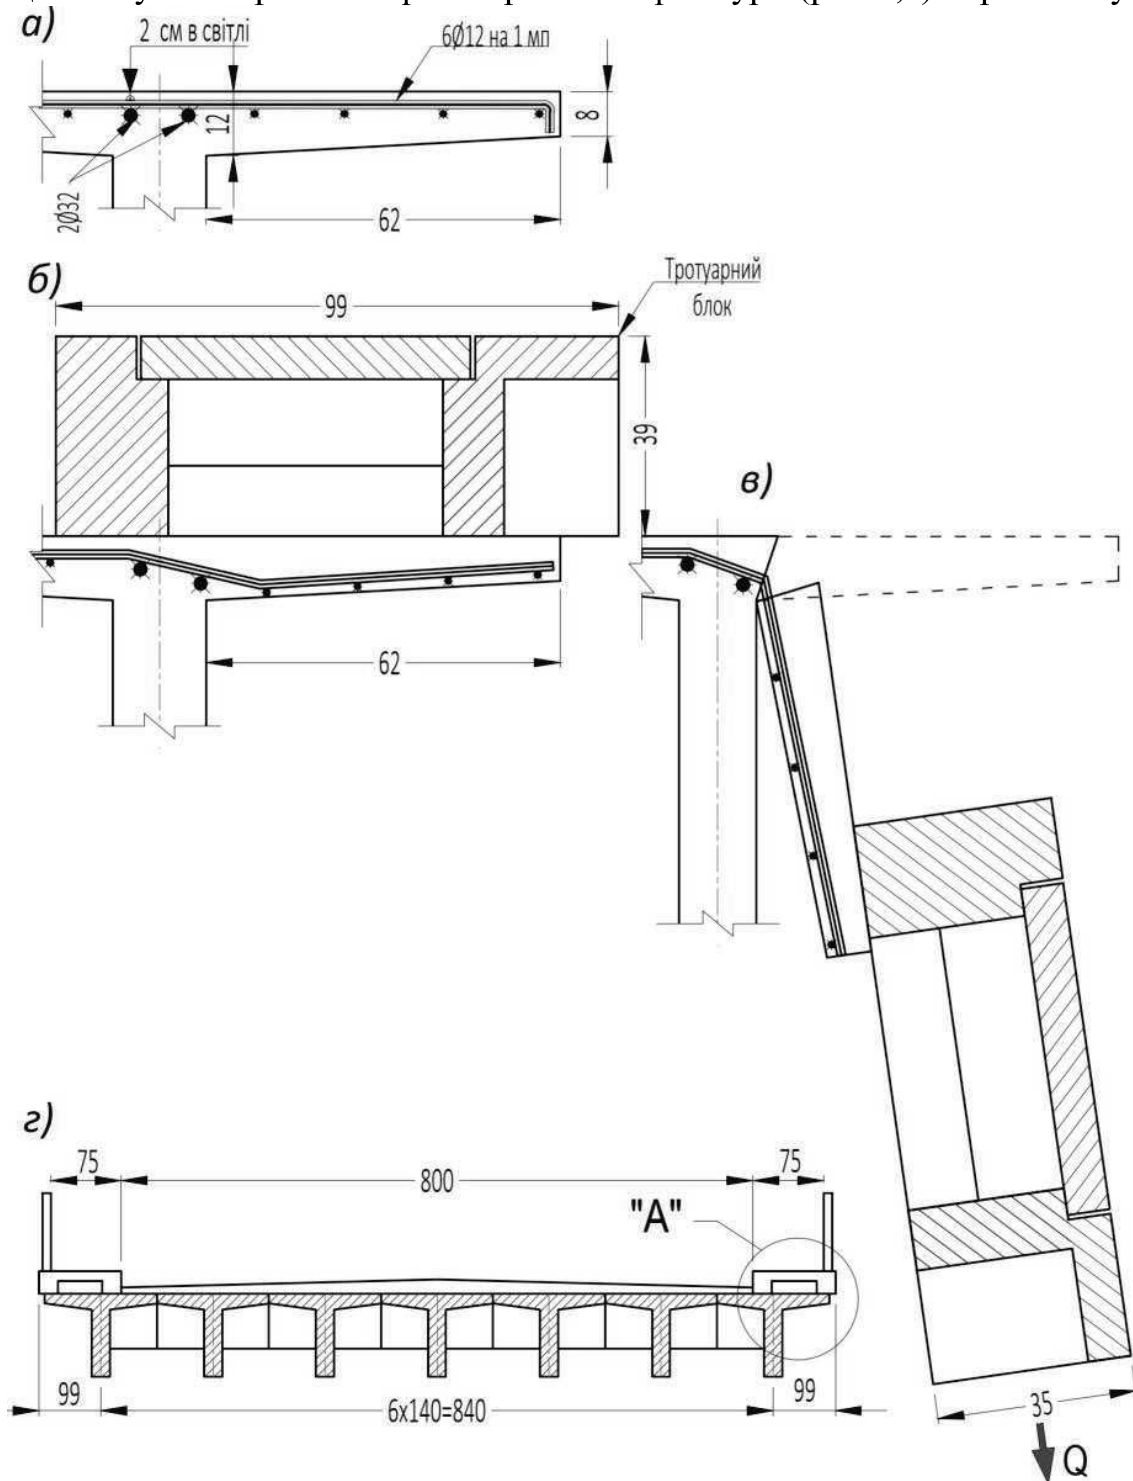 а)
2 см в світлі
6Ø12 на 1 мп
12
8
2Ø32
62
б)
Тротуарний
блок
99
39
в)
62
г)
75
800
75
"А"
99
6х140=840
99
35
Q